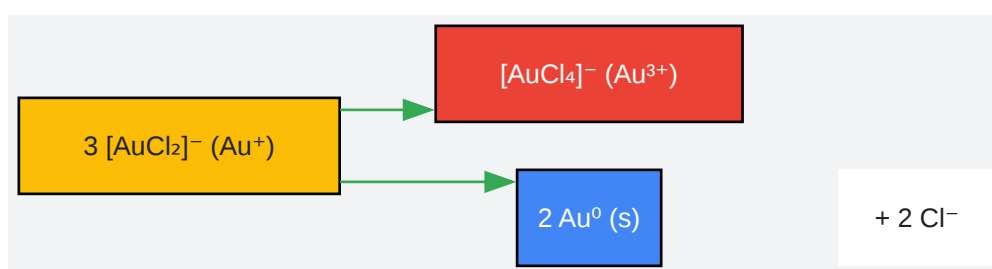 [AuCl₄]⁻ (Au³⁺)
3 [AuCl₂]⁻ (Au⁺)
2 Au⁰ (s)
+ 2 Cl⁻